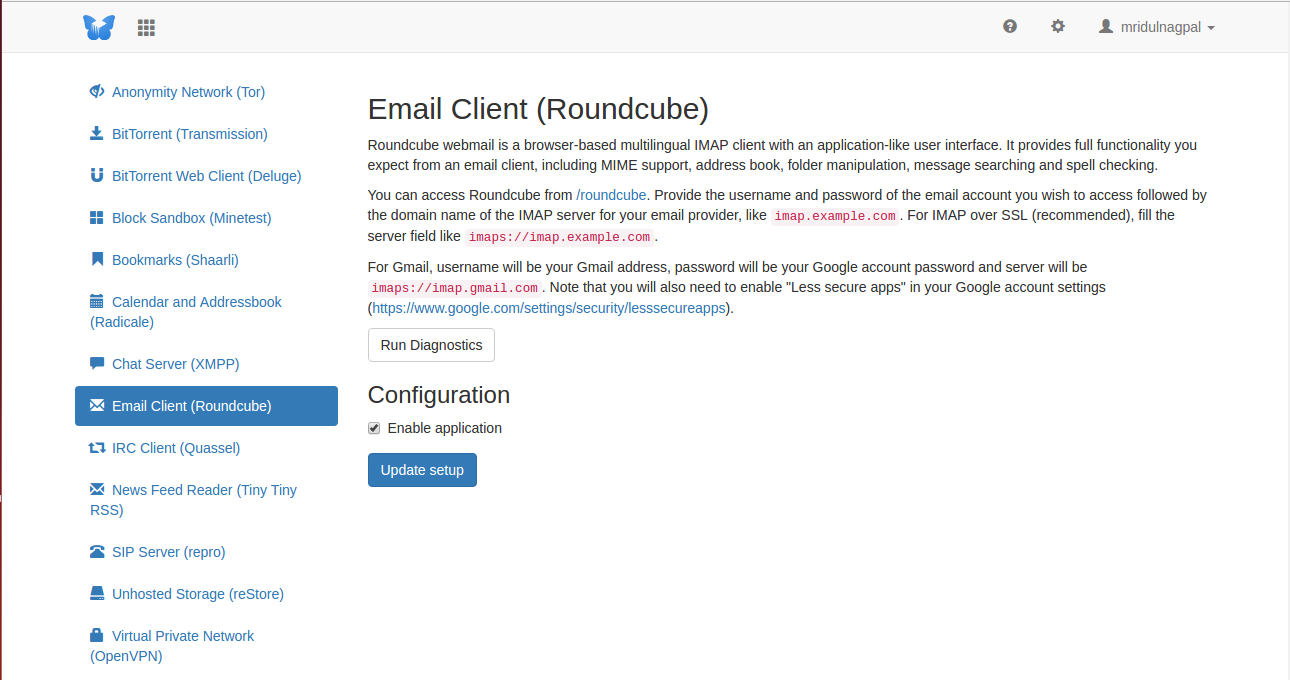 mridulnagpal
Anonymity Network (Tor)
BitTorrent (Transmission)
BitTorrent Web Client (Deluge)
Block Sandbox (Minetest)
Bookmarks (Shaarli)
Calendar and Addressbook
(Radicale)
Chat Server (XMPP)
Email Client (Roundcube)
IRC Client (Quassel)
News Feed Reader (Tiny Tiny
RSS)
SIP Server (repro)
Unhosted Storage (reStore)
Virtual Private Network
(OpenVPN)
Email Client (Roundcube)
Roundcube webmail is a browser-based multilingual IMAP client with an application-like user interface. It provides full functionality you
expect from an email client, including MIME support, address book, folder manipulation, message searching and spell checking.
You can access Roundcube from /roundcube. Provide the username and password of the email account you wish to access followed by
the domain name of the IMAP server for your email provider, like imap.example.com. For IMAP over SSL (recommended), fill the
server field like imaps://imap.example.com.
For Gmail, username will be your Gmail address, password will be your Google account password and server will be
imaps://imap.gmail.com. Note that you will also need to enable "Less secure apps" in your Google account settings
(https://www.google.com/settings/security/lesssecureapps).
Run Diagnostics
Configuration
Enable application
Update setup